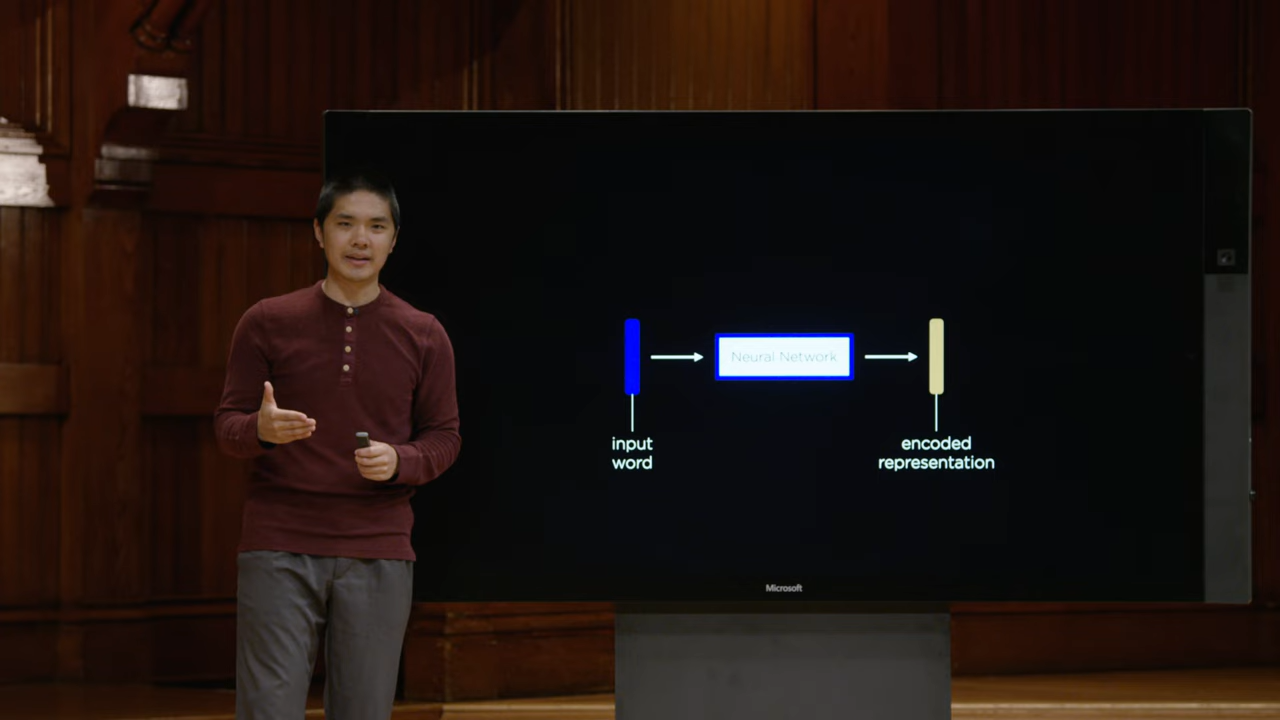 Neural Network
input
word
encoded
representation
Microsoft